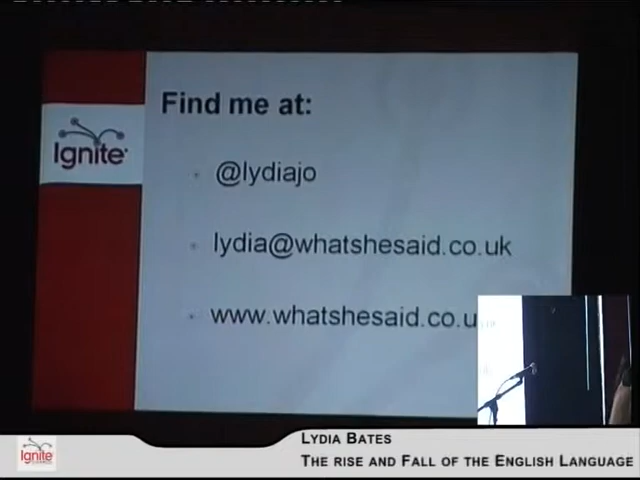 Find me at:
Ignite
@lydiajo
lydia@whatshesaid.co.uk
www.whatshesaid.co.u
Ignite
LYDIA BATES
THE RISE AND FALL OF THE ENGLISH LANGUAGE